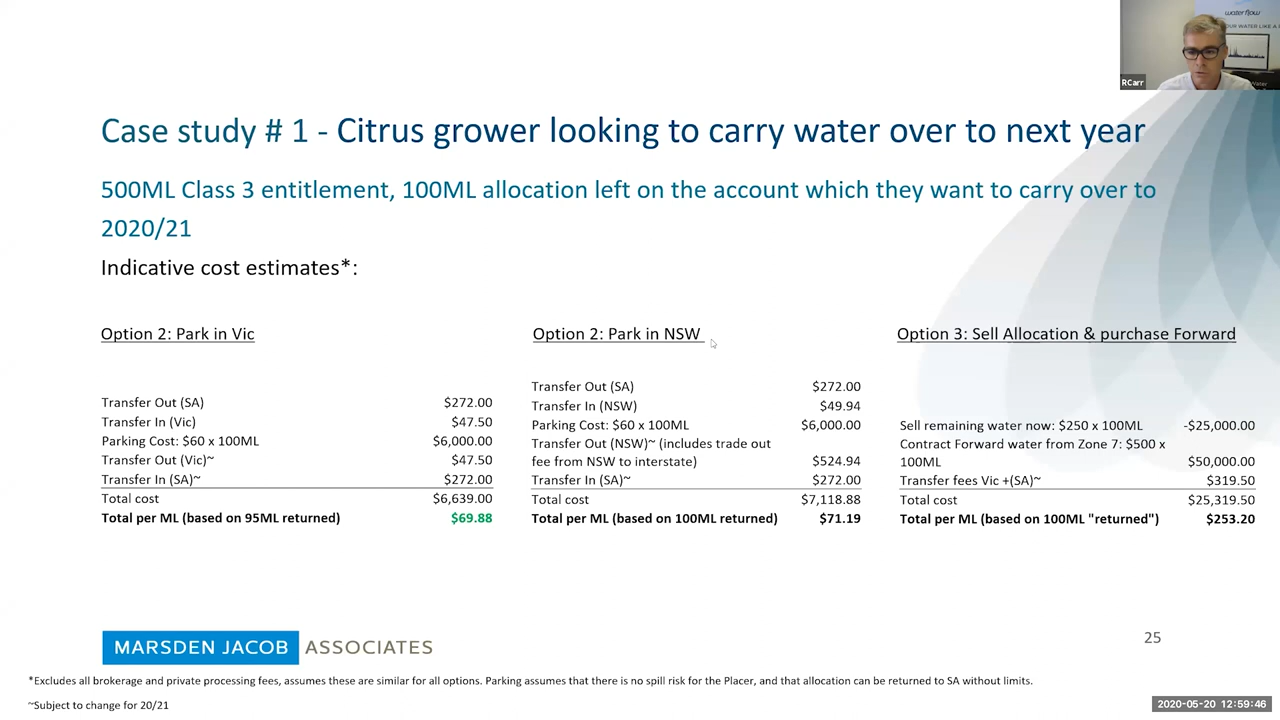 waterflow
OUR WATER LIKE A
RCarr
Water
Case study # 1 - Citrus grower looking to carry water over to next year
500ML Class 3 entitlement, 100ML allocation left on the account which they want to carry over to
2020/21
Indicative cost estimates*:
Option 2: Park in Vic
Transfer Out (SA) $272.00
Transfer In (Vic) $47.50
Parking Cost: $60 x 100ML $6,000.00
Transfer Out (Vic)~ $47.50
Transfer In (SA)~ $272.00
Total cost $6,639.00
Total per ML (based on 95ML returned) $69.88
Option 2: Park in NSW
Transfer Out (SA) $272.00
Transfer In (NSW) $49.94
Parking Cost: $60 x 100ML $6,000.00
Transfer Out (NSW)~ (includes trade out
fee from NSW to interstate) $524.94
Transfer In (SA)~ $272.00
Total cost $7,118.88
Total per ML (based on 100ML returned) $71.19
Option 3: Sell Allocation & purchase Forward
Sell remaining water now: $250 x 100ML -$25,000.00
Contract Forward water from Zone 7: $500 x
100ML $50,000.00
Transfer fees Vic +(SA)~ $319.50
Total cost $25,319.50
Total per ML (based on 100ML "returned") $253.20
MARSDEN JACOB ASSOCIATES
25
*Excludes all brokerage and private processing fees, assumes these are similar for all options. Parking assumes that there is no spill risk for the Placer, and that allocation can be returned to SA without limits.
~Subject to change for 20/21
2020-05-20 12:59:46